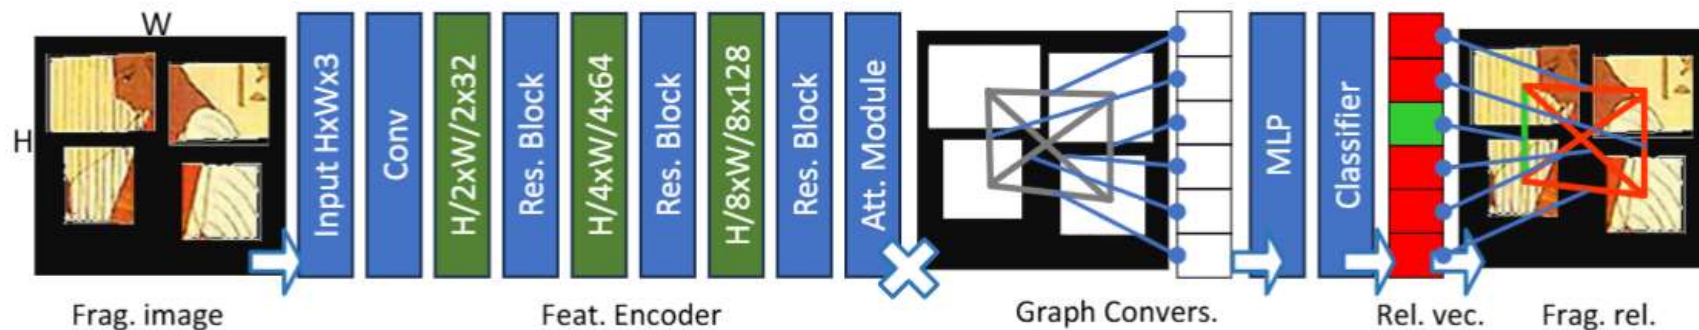 W
H
Input HxWx3
Conv
H/2xW/2x32
Res. Block
H/4xW/4x64
Res. Block
H/8xW/8x128
Res. Block
Att. Module
MLP
Classifier
Frag. image
Feat. Encoder
Graph Convers.
Rel. vec.
Frag. rel.